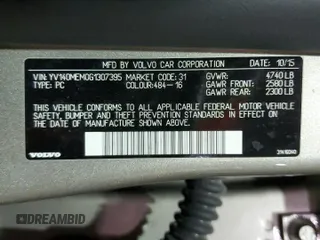 MFD. BY VOLVO CAR CORPORATION 10/15
VIN: YV140MEM0G1307395 MARKET CODE: 31 GVWR: 4740 LB
TYPE: PC COLOUR: 484-16 GAWR FRONT: 2580 LB
GAWR REAR: 2300 LB
THIS VEHICLE CONFORMS TO ALL APPLICABLE U.S. FEDERAL MOTOR VEHICLE
SAFETY, BUMPER AND THEFT PREVENTION STANDARDS IN EFFECT ON THE DATE OF
MANUFACTURE SHOWN ABOVE.
VOLVO
DREAMBID